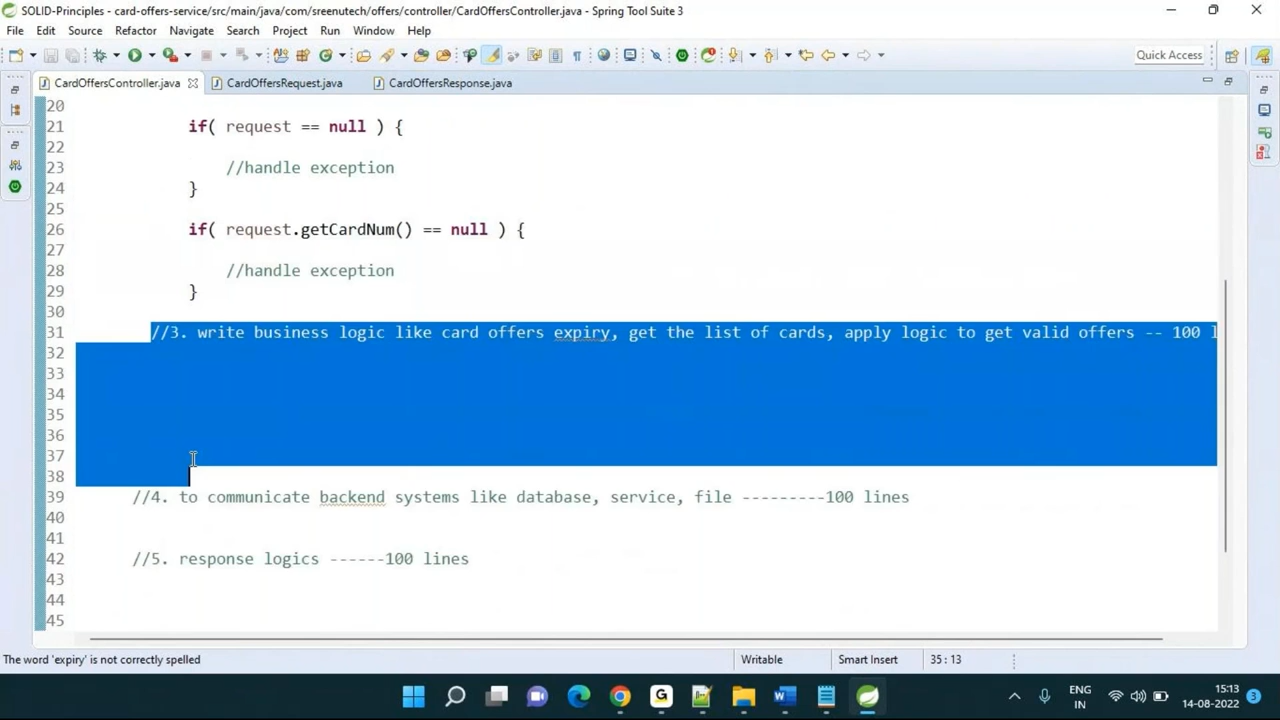 SOLID-Principles - card-offers-service/src/main/java/com/sreenutech/offers/controller/CardOffersController.java - Spring Tool Suite 3
File Edit Source Refactor Navigate Search Project Run Window Help
Quick Access
CardOffersController.java CardOffersRequest.java CardOffersResponse.java
20
21 if( request == null ) {
22
23 //handle exception
24 }
25
26 if( request.getCardNum() == null ) {
27
28 //handle exception
29 }
30
31 //3. write business logic like card offers expiry, get the list of cards, apply logic to get valid offers -- 100 l
32
33
34
35
36
37
38
39 //4. to communicate backend systems like database, service, file ---------100 lines
40
41
42 //5. response logics ------100 lines
43
44
45
The word 'expiry' is not correctly spelled Writable Smart Insert 35 : 13
ENG
IN
15:13
14-08-2022
3